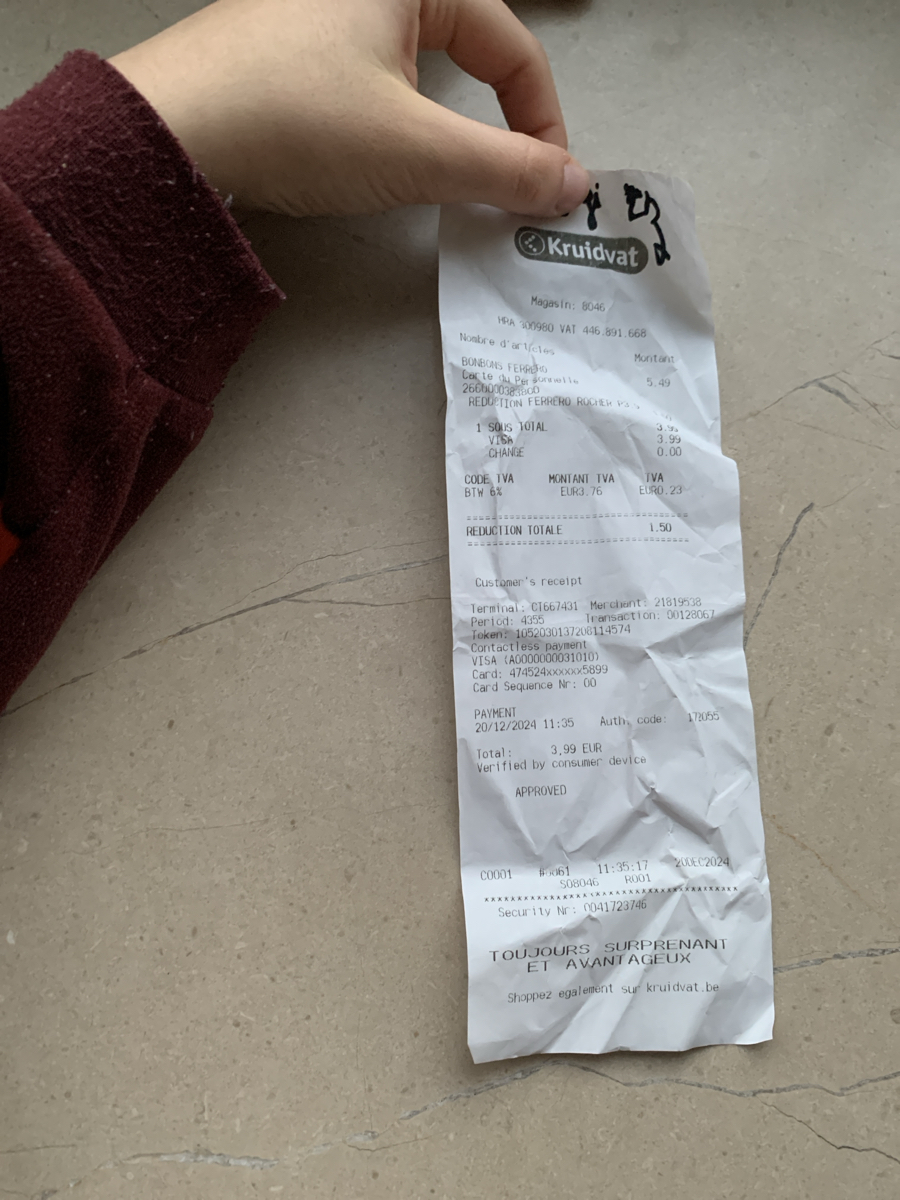 Kruidvat
Magasin: 8046
HRA 300980 VAT 446.891.668
Nombre d'articles Montant
BONBONS FERRERO 5.49
Carte du Personnelle
REDUCTION FERRERO ROCHER
1 SOUS TOTAL 3.99
VISA 3.99
CHANGE 0.00
CODE TVA MONTANT TVA TVA
BTW 6% EUR3.76 EUR0.23
REDUCTION TOTALE 1.50
Customer's receipt
Terminal: CT667431 Merchant: 21819538
Period: 4355 Transaction: 00128067
Token: 1052030137208114574
Contactless payment
VISA (A0000000031010)
Card: 474524xxxxxx5899
Card Sequence Nr: 00
PAYMENT
20/12/2024 11:35 Auth. code: 172055
Total: 3,99 EUR
Verified by consumer device
APPROVED
C0001 11:35:17 20DEC2024
S08046 R001
Security Nr: 0041723746
TOUJOURS SURPRENANT
ET AVANTAGEUX
Shoppez egalement sur kruidvat.be